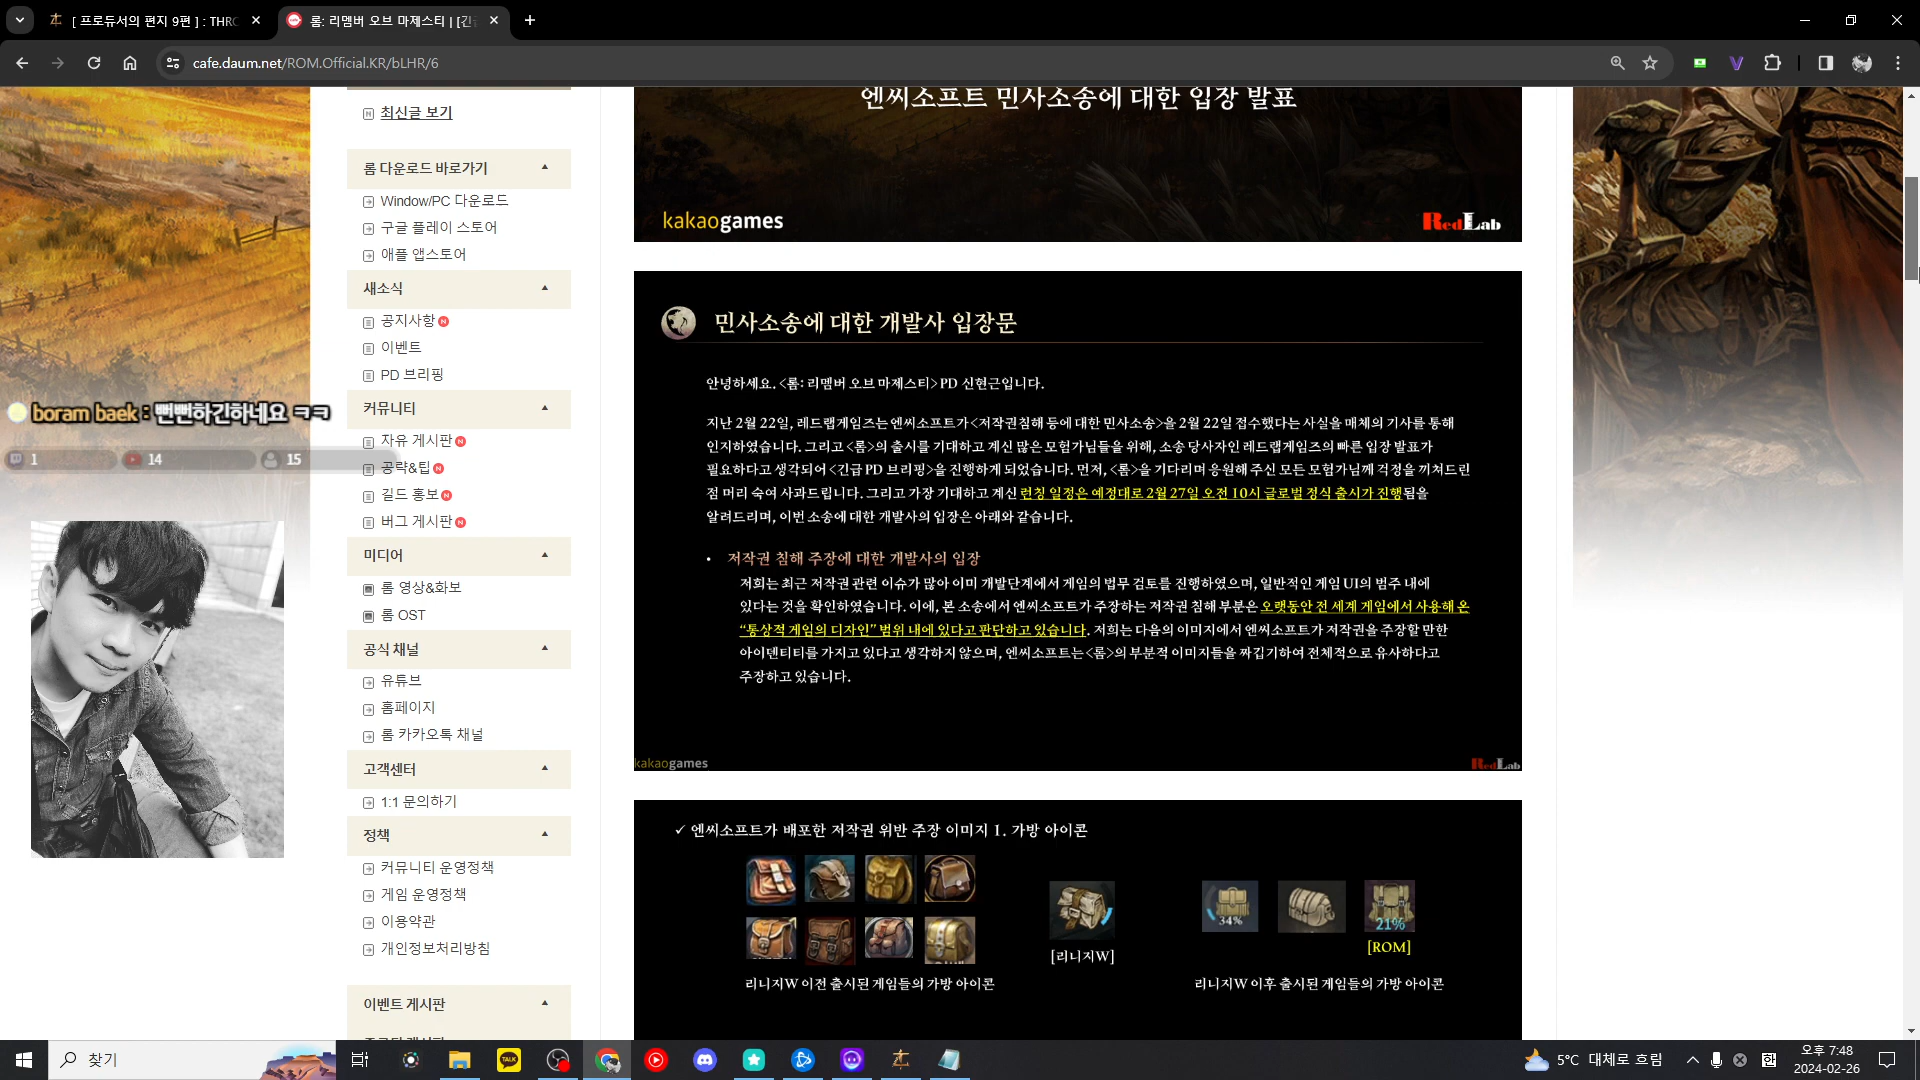 [ 프로듀서의 편지 9편 ] : THRO
롬: 리멤버 오브 마제스티 | [긴급
cafe.daum.net/ROM.Official.KR/bLHR/6
최신글 보기
롬 다운로드 바로가기
Window/PC 다운로드
구글 플레이 스토어
애플 앱스토어
새소식
공지사항 N
이벤트
PD 브리핑
커뮤니티
boram baek : 뻔뻔하긴하네요 ㅋㅋ
자유 게시판 N
1 14 15
공략&팁 N
길드 홍보 N
버그 게시판 N
미디어
롬 영상&화보
롬 OST
공식 채널
유튜브
홈페이지
롬 카카오톡 채널
고객센터
1:1 문의하기
정책
커뮤니티 운영정책
게임 운영정책
이용약관
개인정보처리방침
이벤트 게시판
엔씨소프트 민사소송에 대한 입장 발표
kakaogames
RedLab
민사소송에 대한 개발사 입장문
안녕하세요. <롬: 리멤버 오브 마제스티> PD 신현근입니다.
지난 2월 22일, 레드랩게임즈는 엔씨소프트가 <저작권침해 등에 대한 민사소송>을 2월 22일 접수했다는 사실을 매체의 기사를 통해
인지하였습니다. 그리고 <롬>의 출시를 기대하고 계신 많은 모험가님들을 위해, 소송 당사자인 레드랩게임즈의 빠른 입장 발표가
필요하다고 생각되어 <긴급 PD 브리핑>을 진행하게 되었습니다. 먼저, <롬>을 기다리며 응원해 주신 모든 모험가님께 걱정을 끼쳐드린
점 머리 숙여 사과드립니다. 그리고 가장 기대하고 계신 런칭 일정은 예정대로 2월 27일 오전 10시 글로벌 정식 출시가 진행됨을
알려드리며, 이번 소송에 대한 개발사의 입장은 아래와 같습니다.
• 저작권 침해 주장에 대한 개발사의 입장
저희는 최근 저작권 관련 이슈가 많아 이미 개발단계에서 게임의 법무 검토를 진행하였으며, 일반적인 게임 UI의 범주 내에
있다는 것을 확인하였습니다. 이에, 본 소송에서 엔씨소프트가 주장하는 저작권 침해 부분은 오랫동안 전 세계 게임에서 사용해 온
“통상적 게임의 디자인” 범위 내에 있다고 판단하고 있습니다. 저희는 다음의 이미지에서 엔씨소프트가 저작권을 주장할 만한
아이덴티티를 가지고 있다고 생각하지 않으며, 엔씨소프트는 <롬>의 부분적 이미지들을 짜깁기하여 전체적으로 유사하다고
주장하고 있습니다.
kakaogames
RedLab
✓ 엔씨소프트가 배포한 저작권 위반 주장 이미지 1. 가방 아이콘
34%
21%
[리니지W]
[ROM]
리니지W 이전 출시된 게임들의 가방 아이콘
리니지W 이후 출시된 게임들의 가방 아이콘
찾기
TALK
5°C 대체로 흐림
한
오후 7:48
2024-02-26